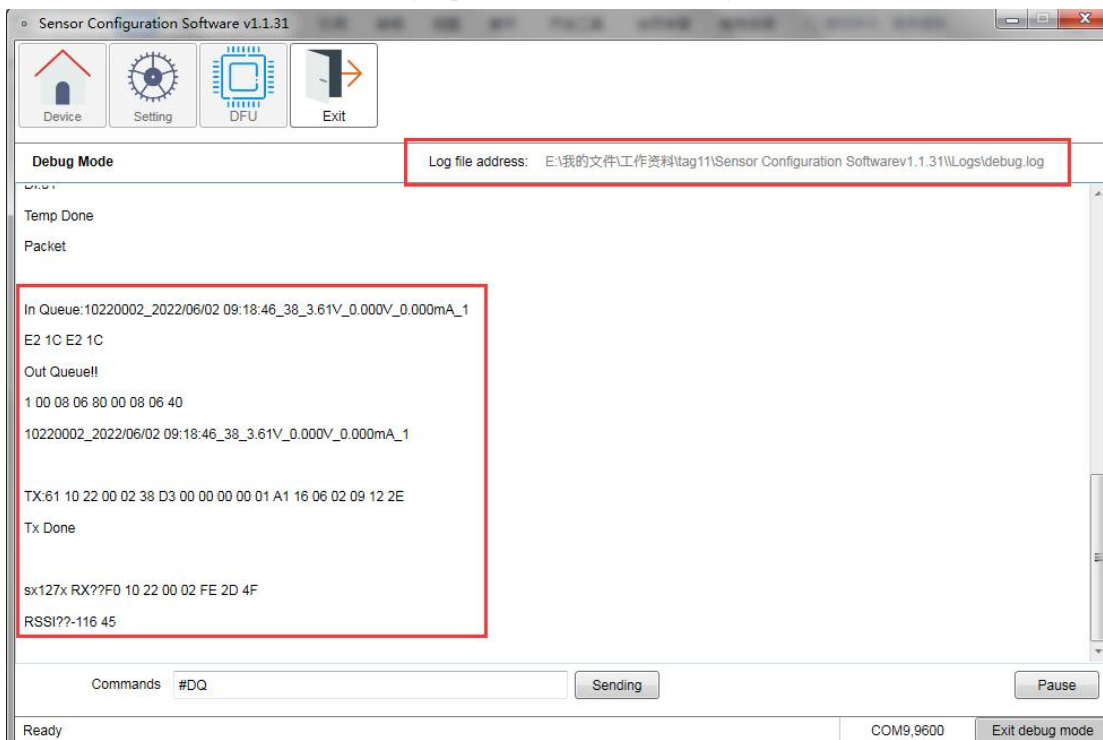 Sensor Configuration Software v1.1.31
Device Setting DFU Exit
Debug Mode Log file address: E:\我的文件\工作资料\tag11\Sensor Configuration Softwarev1.1.31\\Logs\debug.log
Temp Done
Packet
In Queue:10220002_2022/06/02 09:18:46_38_3.61V_0.000V_0.000mA_1
E2 1C E2 1C
Out Queue!!
1 00 08 06 80 00 08 06 40
10220002_2022/06/02 09:18:46_38_3.61V_0.000V_0.000mA_1
TX:61 10 22 00 02 38 D3 00 00 00 00 01 A1 16 06 02 09 12 2E
Tx Done
sx127x RX??F0 10 22 00 02 FE 2D 4F
RSSI??-116 45
Commands #DQ Sending Pause
Ready COM9,9600 Exit debug mode